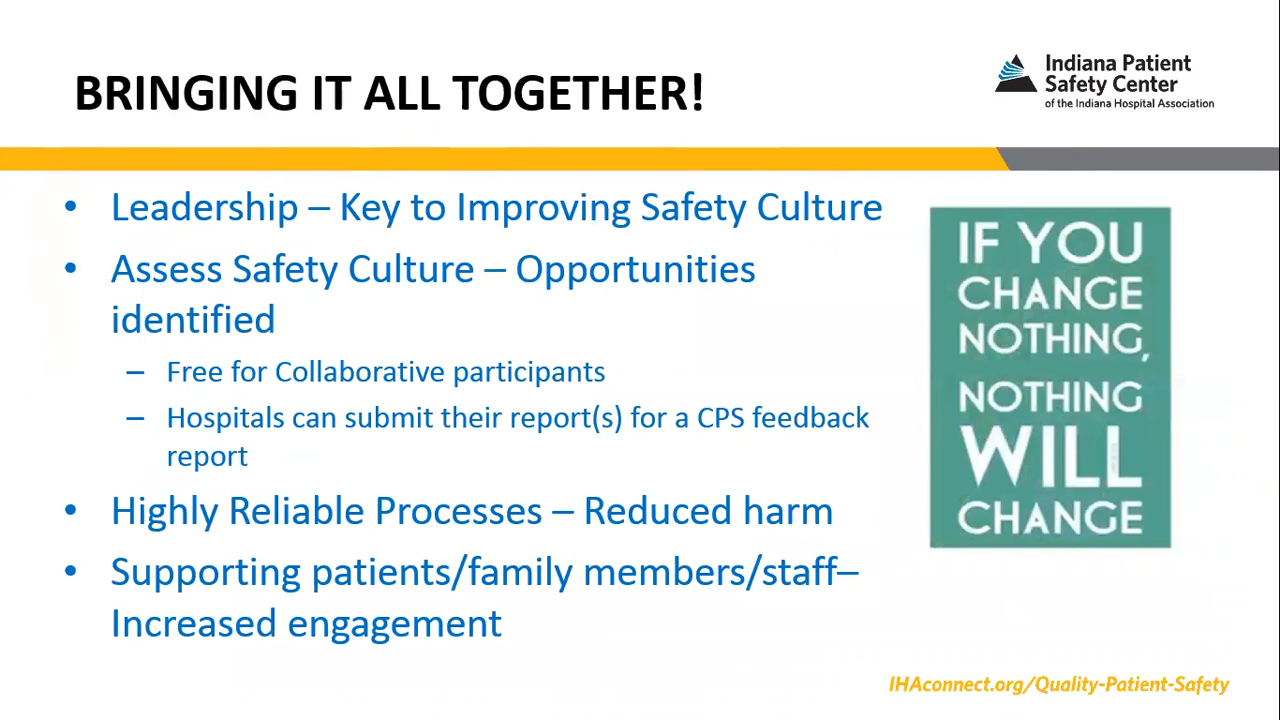 BRINGING IT ALL TOGETHER!
Indiana Patient
Safety Center
of the Indiana Hospital Association
• Leadership – Key to Improving Safety Culture
• Assess Safety Culture – Opportunities
identified
– Free for Collaborative participants
– Hospitals can submit their report(s) for a CPS feedback
report
• Highly Reliable Processes – Reduced harm
• Supporting patients/family members/staff–
Increased engagement
IF YOU
CHANGE
NOTHING,
NOTHING
WILL
CHANGE
IHAconnect.org/Quality-Patient-Safety